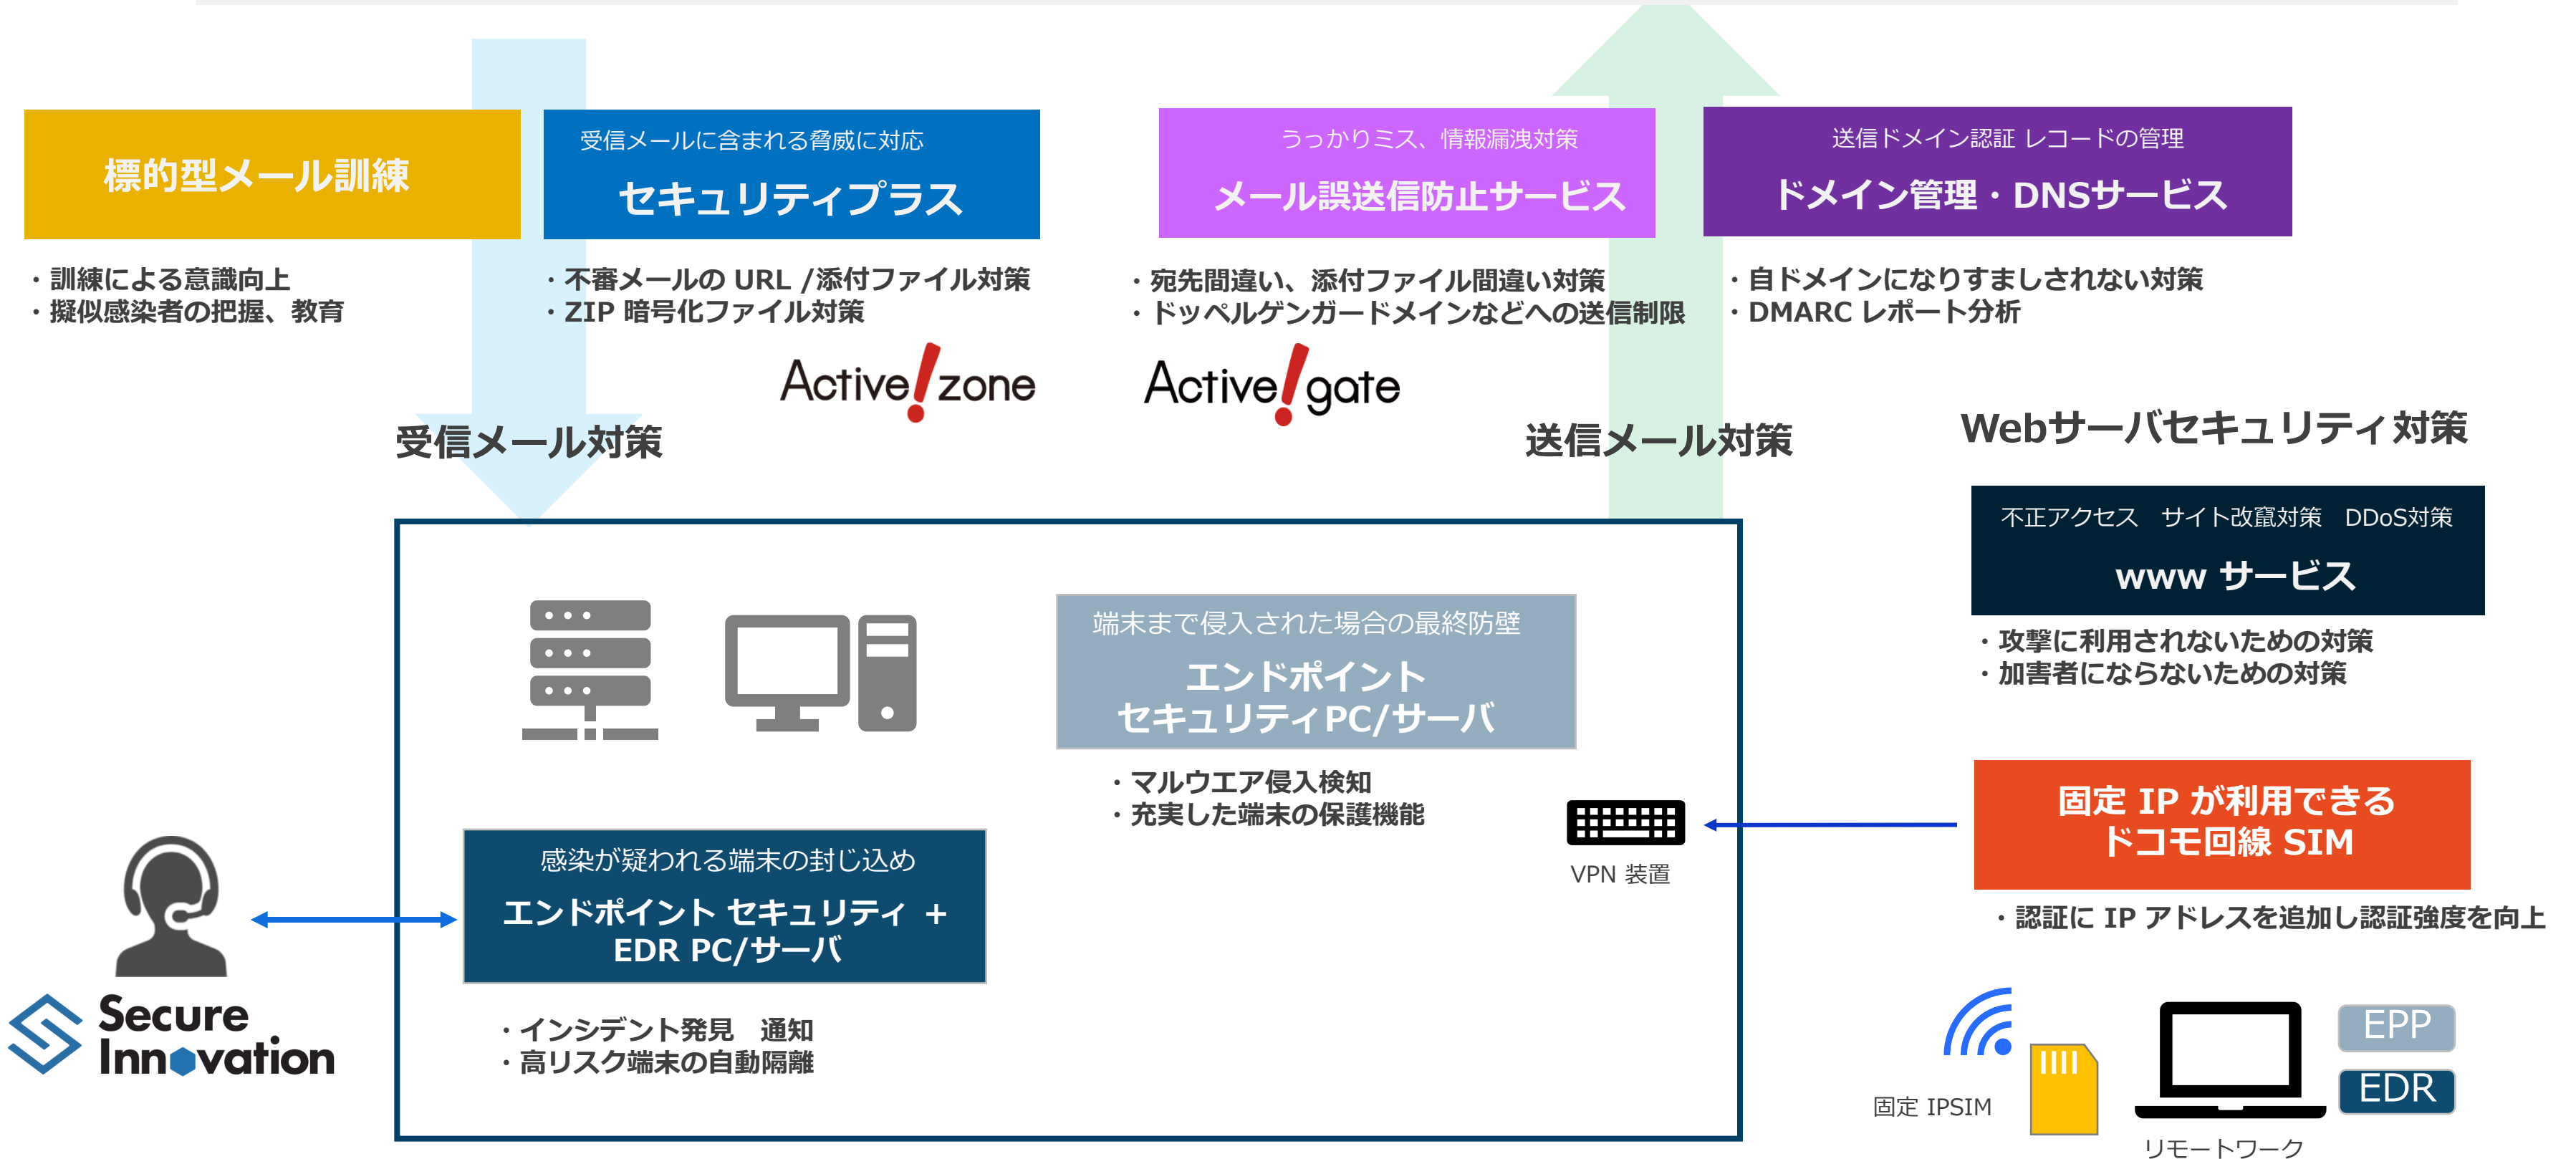 標的型メール訓練
・訓練による意識向上
・擬似感染者の把握、教育
受信メールに含まれる脅威に対応
セキュリティプラス
・不審メールの URL /添付ファイル対策
・ZIP 暗号化ファイル対策
Active!zone
受信メール対策
うっかりミス、情報漏洩対策
メール誤送信防止サービス
・宛先間違い、添付ファイル間違い対策
・ドッペルゲンガードメインなどへの送信制限
Active!gate
送信メール対策
送信ドメイン認証 レコードの管理
ドメイン管理・DNSサービス
・自ドメインになりすましされない対策
・DMARC レポート分析
Webサーバセキュリティ対策
不正アクセス　サイト改竄対策　DDoS対策
www サービス
・攻撃に利用されないための対策
・加害者にならないための対策
端末まで侵入された場合の最終防壁
エンドポイント
セキュリティPC/サーバ
・マルウエア侵入検知
・充実した端末の保護機能
VPN 装置
固定 IP が利用できる
ドコモ回線 SIM
・認証に IP アドレスを追加し認証強度を向上
感染が疑われる端末の封じ込め
エンドポイント セキュリティ +
EDR PC/サーバ
・インシデント発見　通知
・高リスク端末の自動隔離
Secure
Innovation
固定 IPSIM
EPP
EDR
リモートワーク